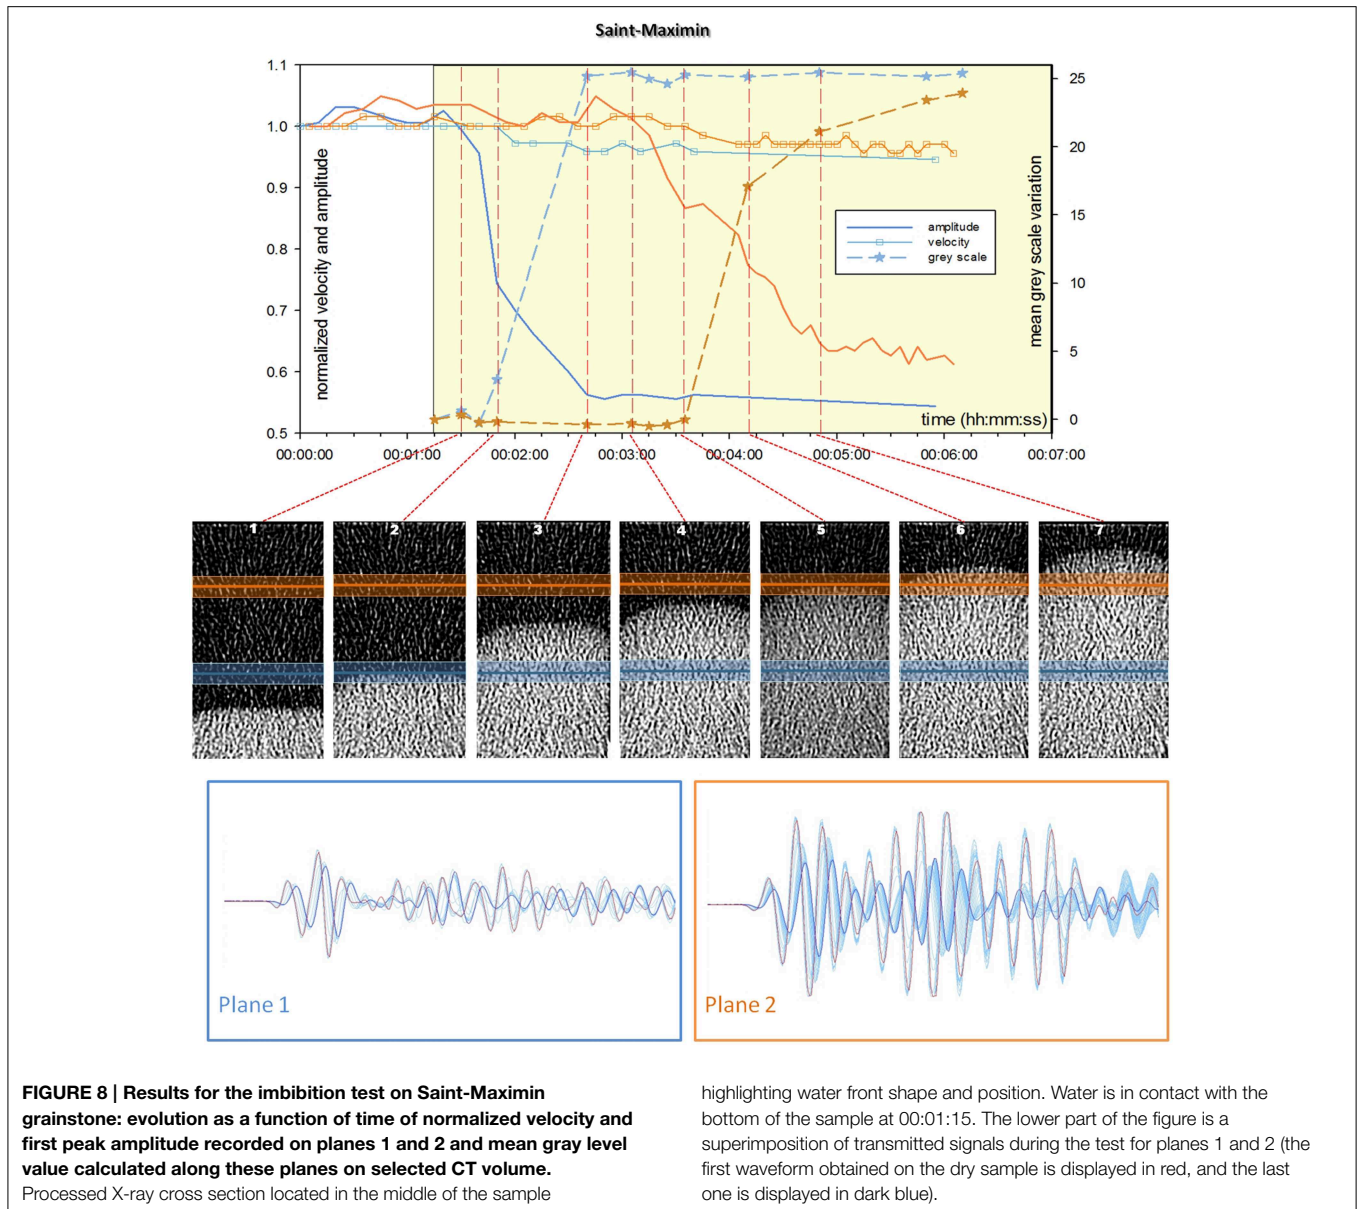 Saint-Maximin
normalized velocity and amplitude
1.1
1.0
0.9
0.8
0.7
0.6
0.5
amplitude
velocity
grey scale
mean grey scale variation
25
20
15
10
5
0
time (hh:mm:ss)
00:00:00 00:01:00 00:02:00 00:03:00 00:04:00 00:05:00 00:06:00 00:07:00
1 2 3 4 5 6 7
Plane 1
Plane 2
FIGURE 8 | Results for the imbibition test on Saint-Maximin
grainstone: evolution as a function of time of normalized velocity and
first peak amplitude recorded on planes 1 and 2 and mean gray level
value calculated along these planes on selected CT volume.
Processed X-ray cross section located in the middle of the sample
highlighting water front shape and position. Water is in contact with the
bottom of the sample at 00:01:15. The lower part of the figure is a
superimposition of transmitted signals during the test for planes 1 and 2 (the
first waveform obtained on the dry sample is displayed in red, and the last
one is displayed in dark blue).